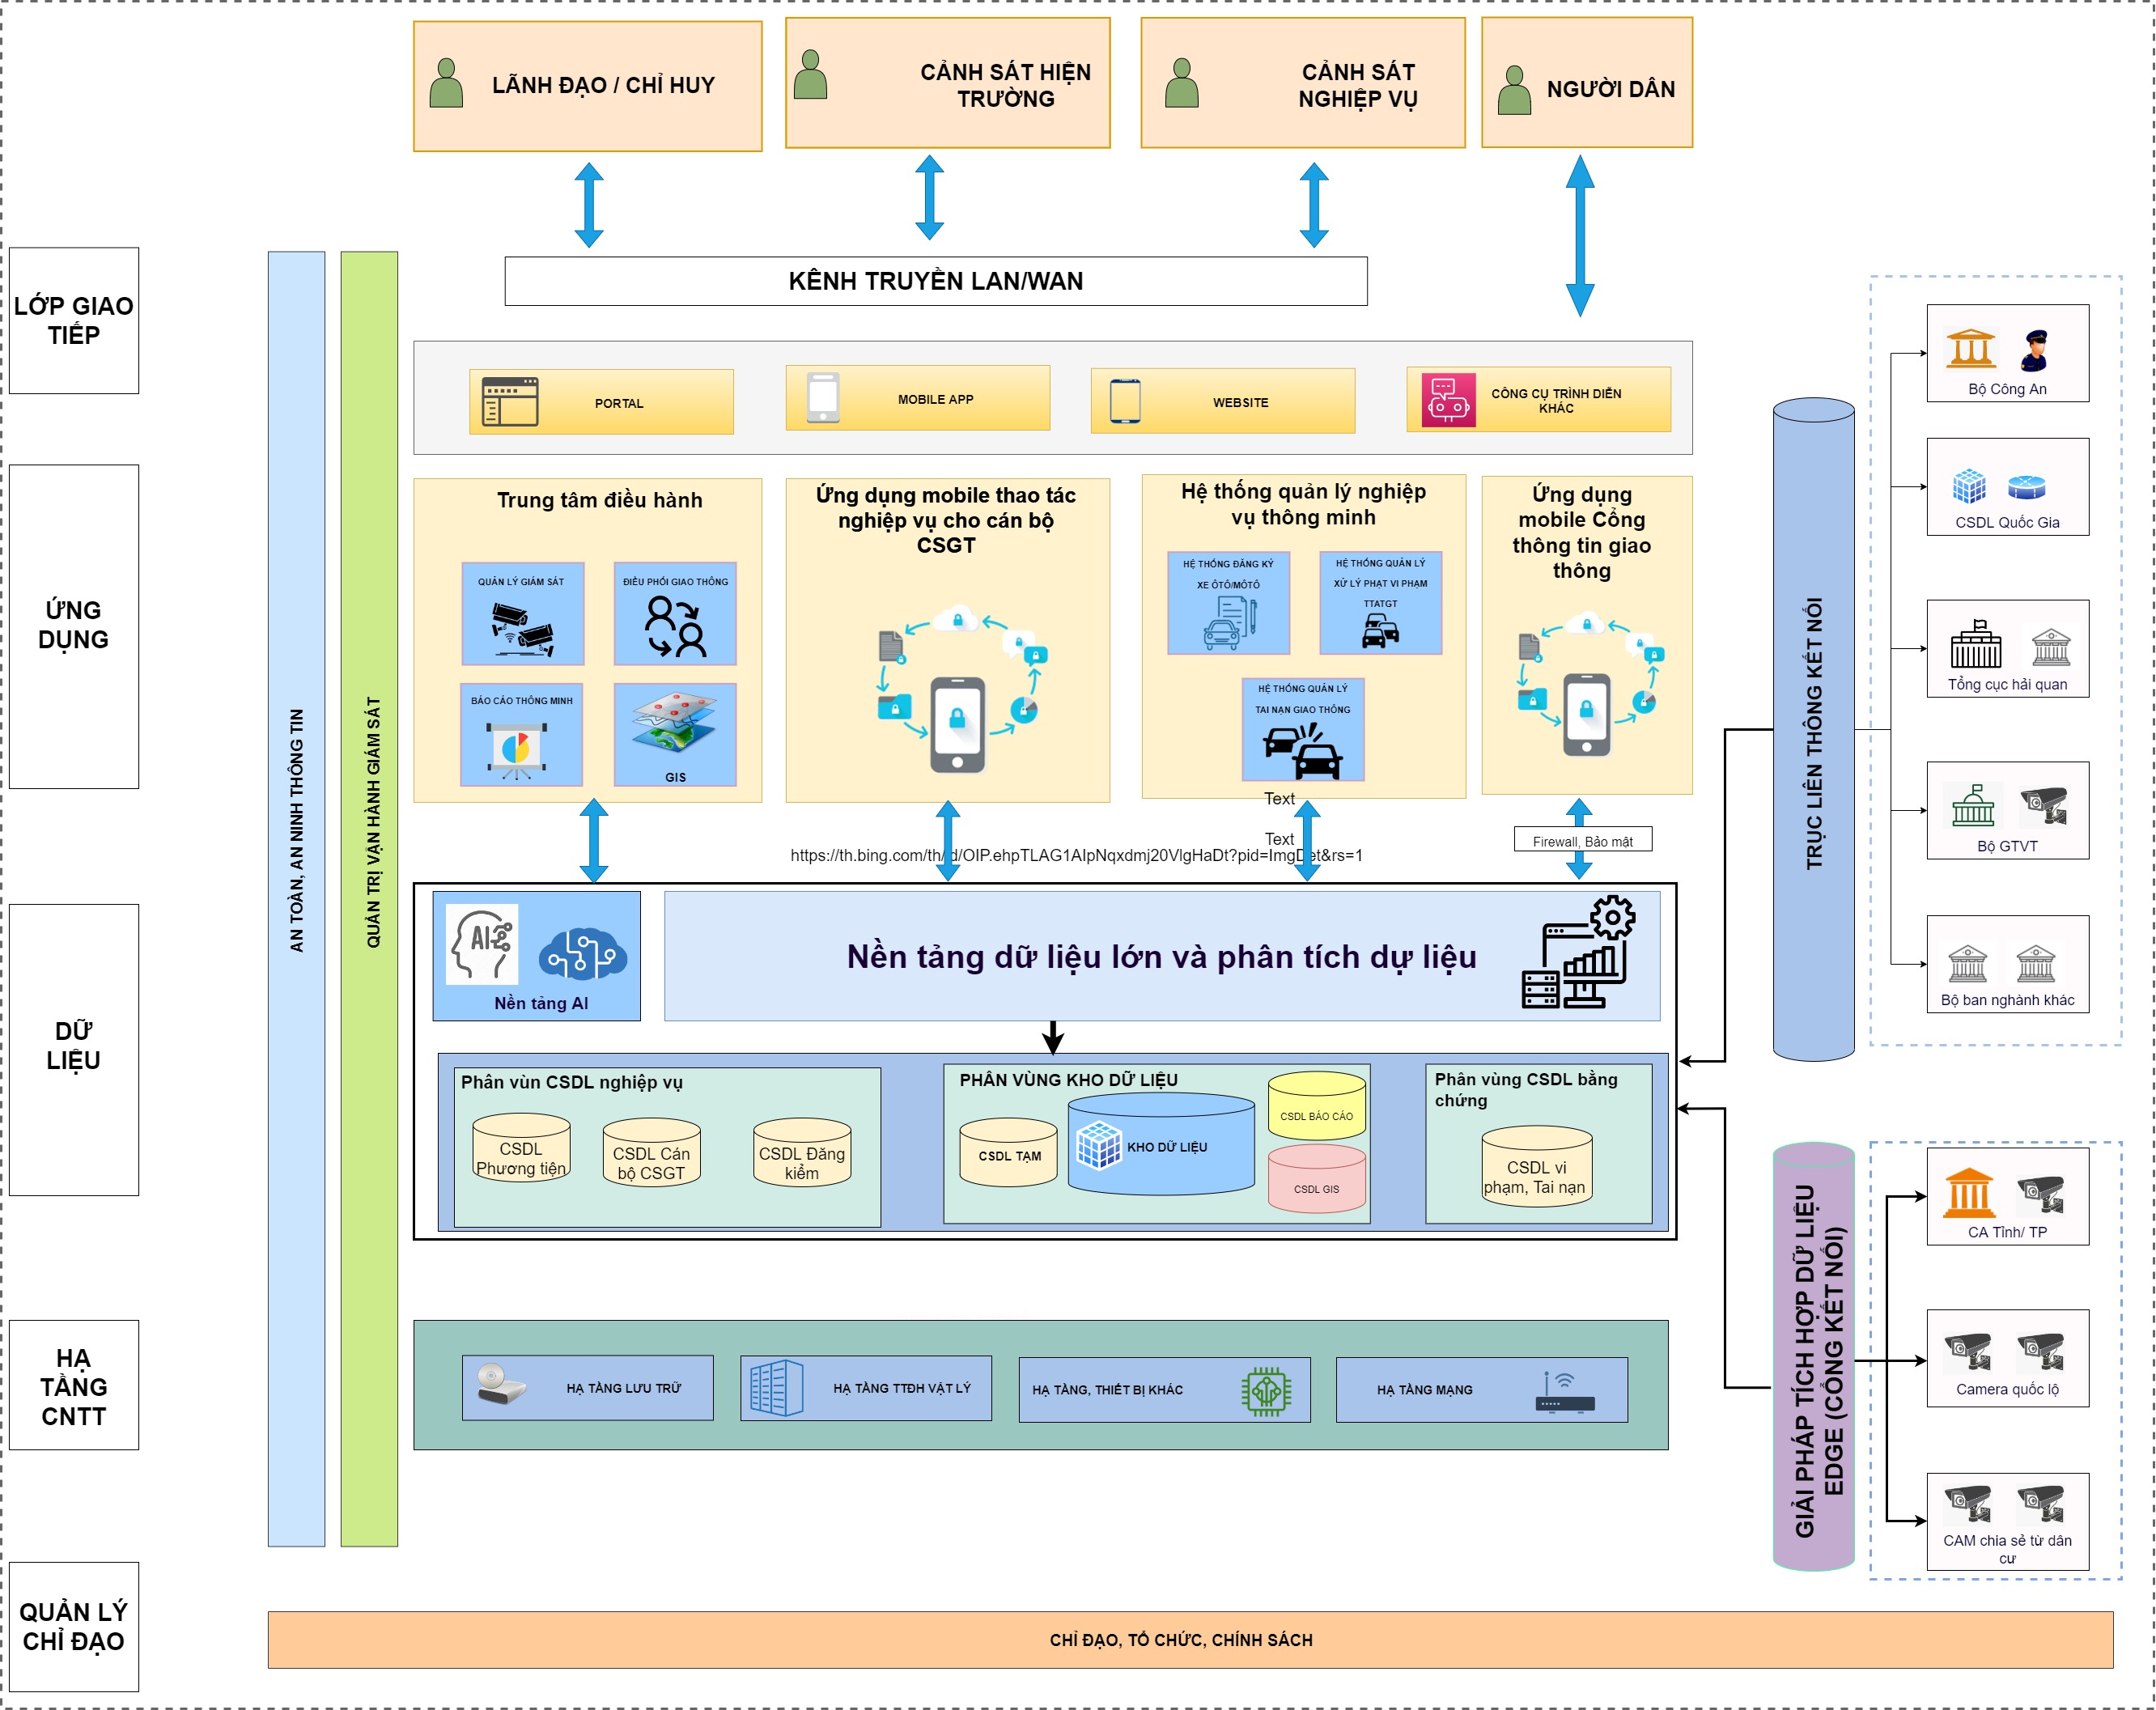 LÃNH ĐẠO / CHỈ HUY
CẢNH SÁT HIỆN
TRƯỜNG
CẢNH SÁT
NGHIỆP VỤ
NGƯỜI DÂN
LỚP GIAO
TIẾP
KÊNH TRUYỀN LAN/WAN
PORTAL
MOBILE APP
WEBSITE
CÔNG CỤ TRÌNH DIỄN
KHÁC
ỨNG
DỤNG
Trung tâm điều hành
QUẢN LÝ GIÁM SÁT
ĐIỀU PHỐI GIAO THÔNG
BÁO CÁO THÔNG MINH
GIS
Ứng dụng mobile thao tác
nghiệp vụ cho cán bộ
CSGT
Hệ thống quản lý nghiệp
vụ thông minh
HỆ THỐNG ĐĂNG KÝ
XE ÔTÔ/MÔTÔ
HỆ THỐNG QUẢN LÝ
XỬ LÝ PHẠT VI PHẠM
TTATGT
HỆ THỐNG QUẢN LÝ
TAI NẠN GIAO THÔNG
Ứng dụng
mobile Cổng
thông tin giao
thông
Text
Text
https://th.bing.com/th/id/OIP.ehpTLAG1AIpNqxdmj20VlgHaDt?pid=ImgDet&rs=1
Firewall, Bảo mật
AN TOÀN, AN NINH THÔNG TIN
QUẢN TRỊ VẬN HÀNH GIÁM SÁT
DỮ
LIỆU
AI
Nền tảng AI
Nền tảng dữ liệu lớn và phân tích dự liệu
Phân vùn CSDL nghiệp vụ
CSDL
Phương tiện
CSDL Cán
bộ CSGT
CSDL Đăng
kiểm
PHÂN VÙNG KHO DỮ LIỆU
CSDL TẠM
KHO DỮ LIỆU
CSDL BÁO CÁO
CSDL GIS
Phân vùng CSDL bằng
chứng
CSDL vi
phạm, Tai nạn
HẠ
TẦNG
CNTT
HẠ TẦNG LƯU TRỮ
HẠ TẦNG TTDH VẬT LÝ
HẠ TẦNG, THIẾT BỊ KHÁC
HẠ TẦNG MẠNG
QUẢN LÝ
CHỈ ĐẠO
CHỈ ĐẠO, TỔ CHỨC, CHÍNH SÁCH
TRỤC LIÊN THÔNG KẾT NỐI
Bộ Công An
CSDL Quốc Gia
Tổng cục hải quan
Bộ GTVT
Bộ ban nghành khác
GIẢI PHÁP TÍCH HỢP DỮ LIỆU
EDGE (CỔNG KẾT NỐI)
CA Tỉnh/ TP
Camera quốc lộ
CAM chia sẻ từ dân
cư